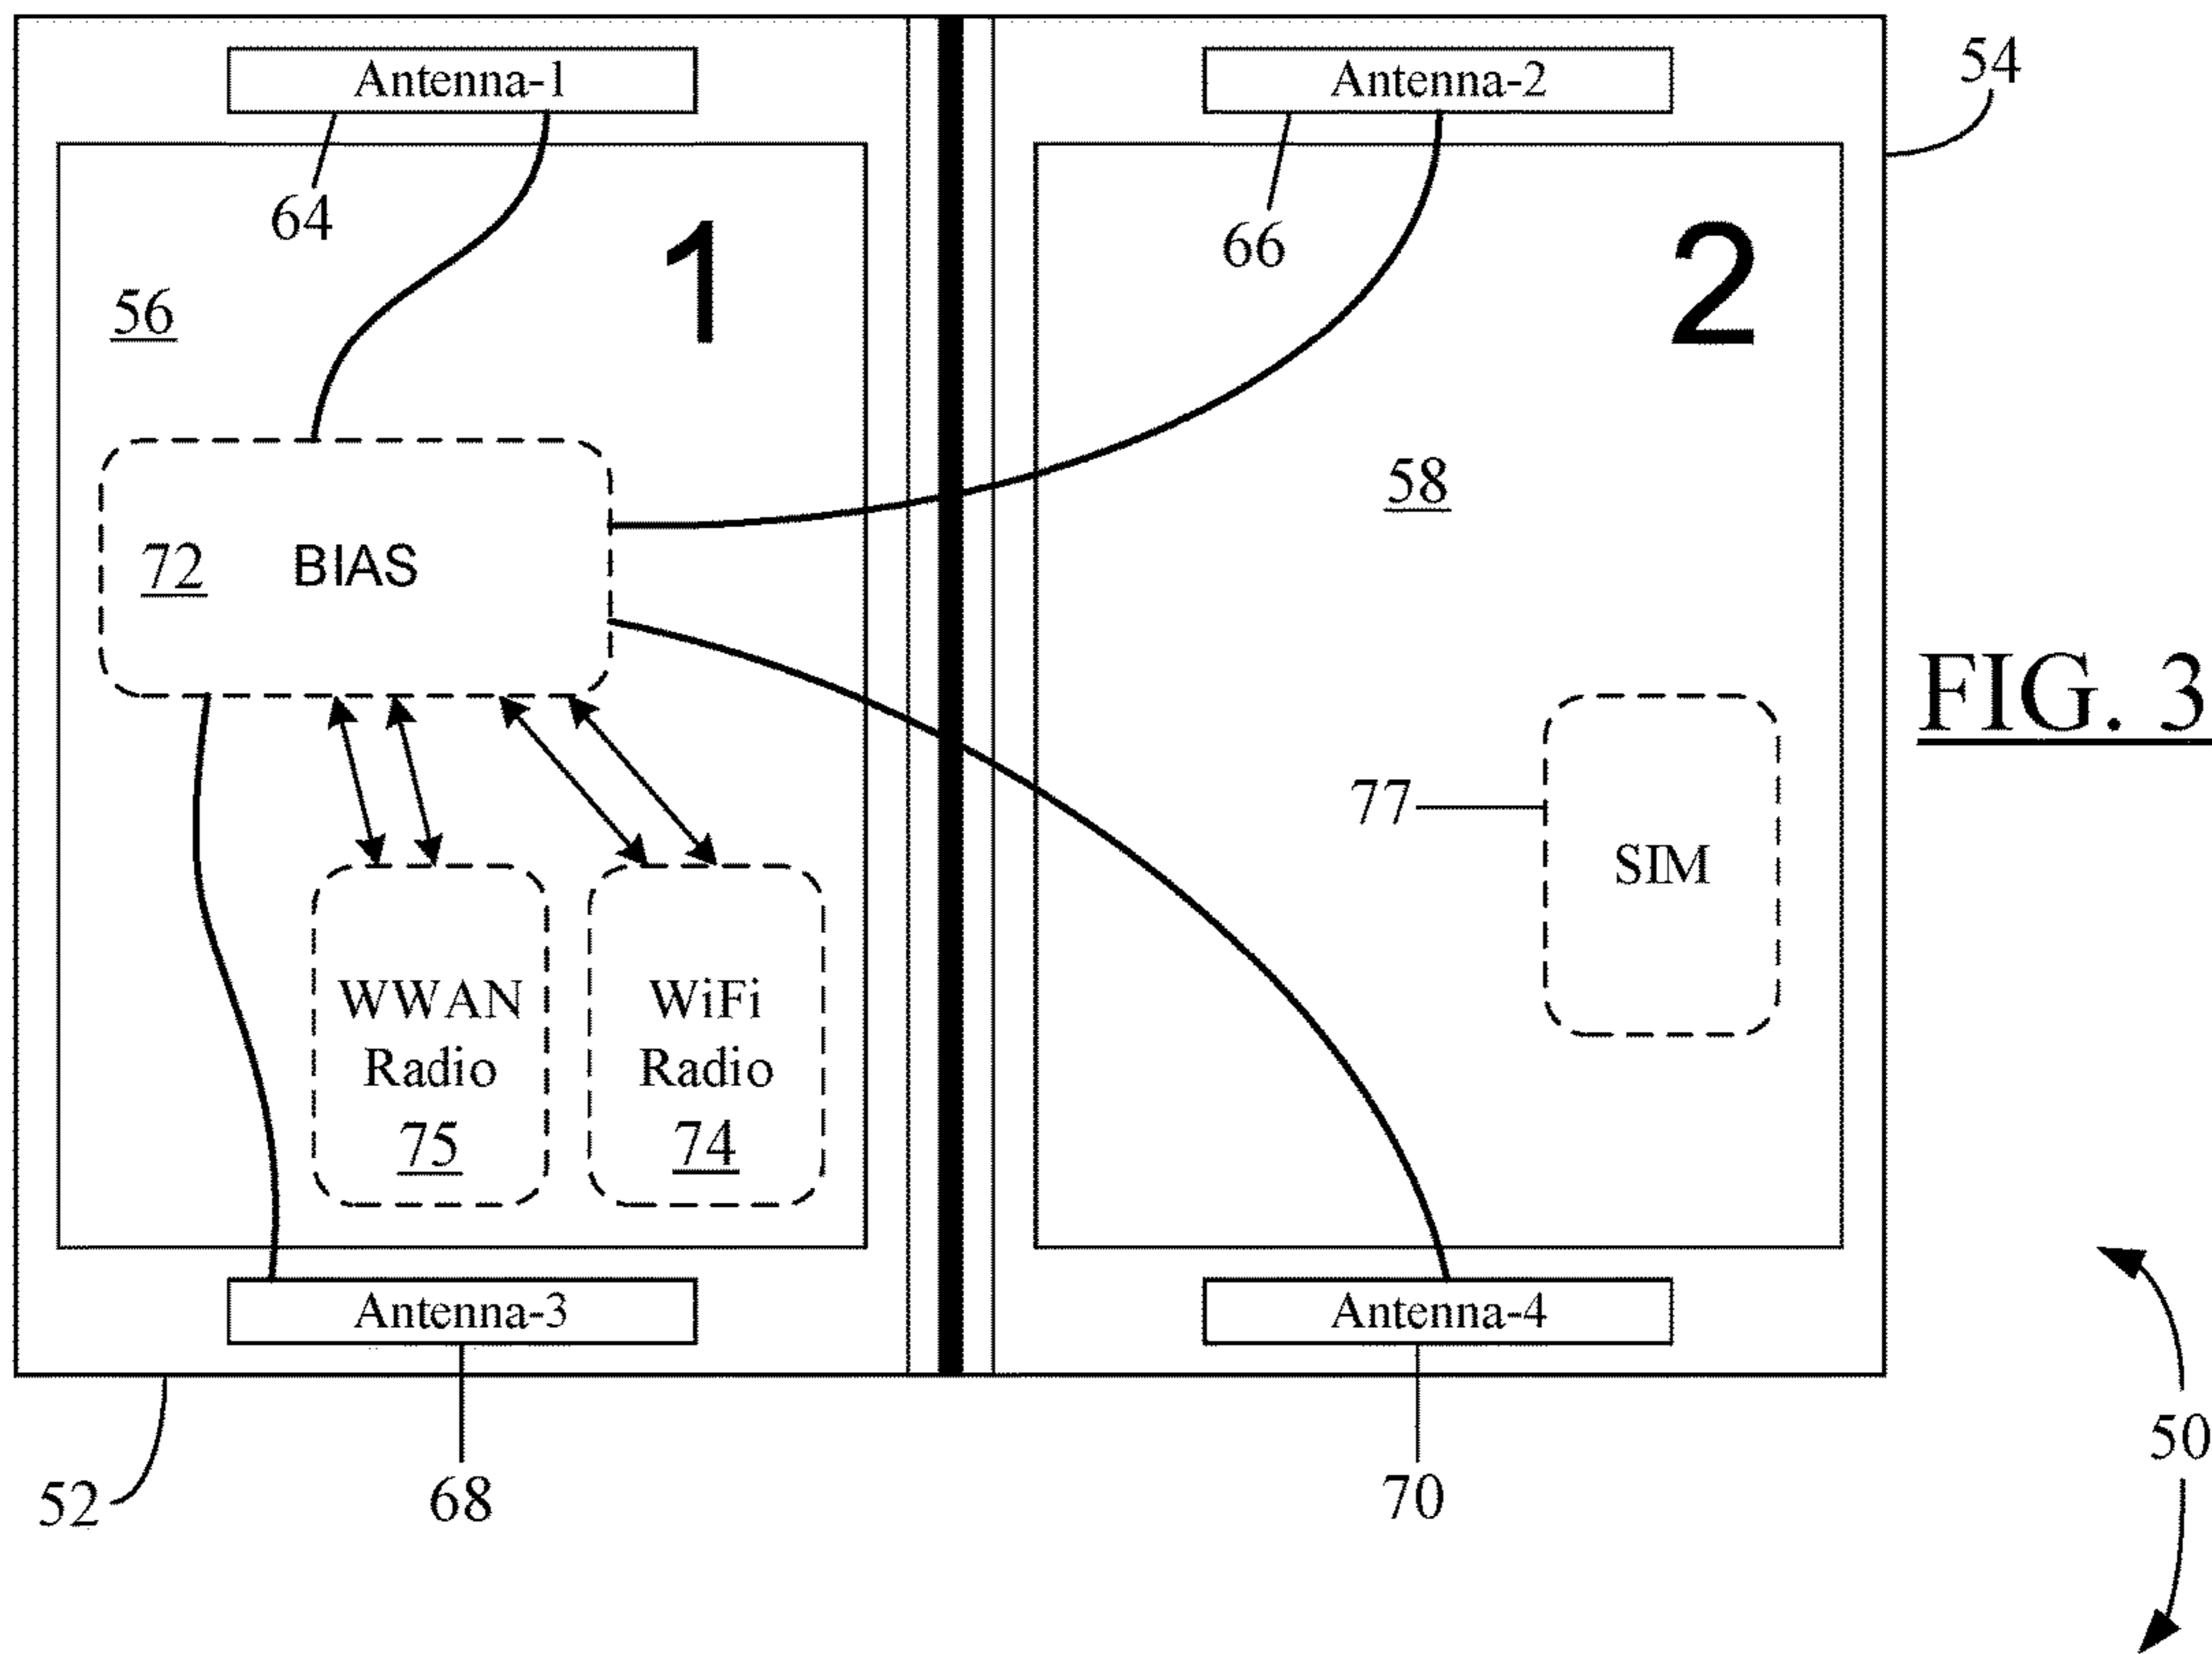 Antenna-1
Antenna-2
54
64
66
1
2
56
58
72 BIAS
FIG. 3
77
SIM
WWAN
Radio
75
WiFi
Radio
74
Antenna-3
Antenna-4
50
52
68
70